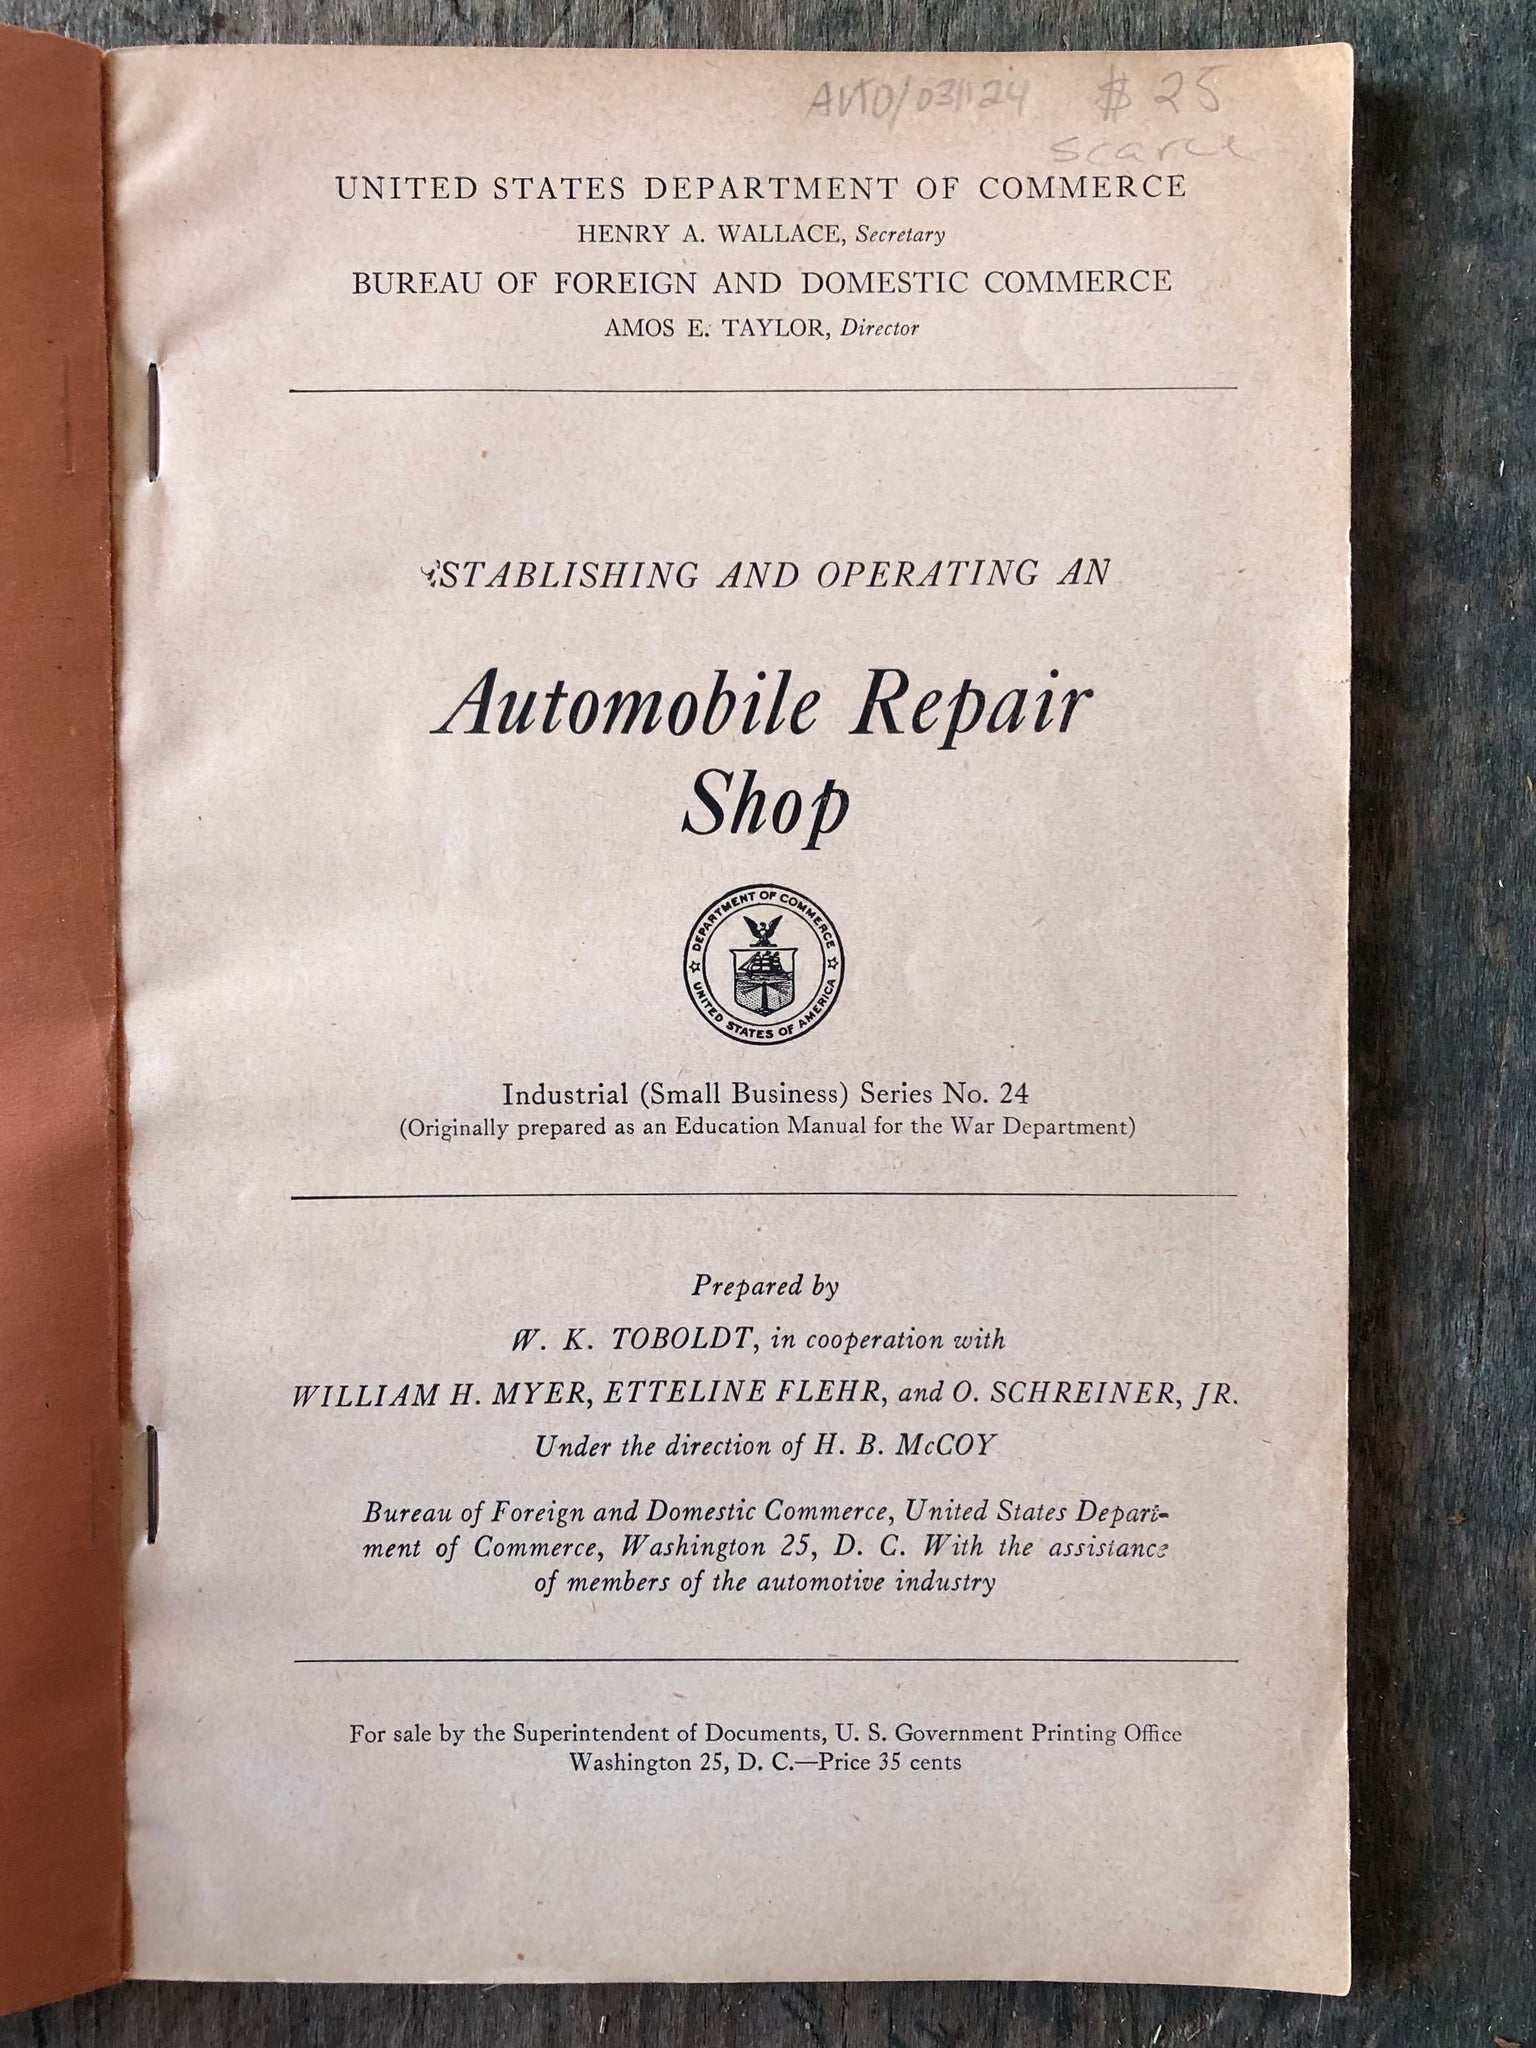 AUTO/031124 $25
scarce
UNITED STATES DEPARTMENT OF COMMERCE
HENRY A. WALLACE, Secretary
BUREAU OF FOREIGN AND DOMESTIC COMMERCE
AMOS E. TAYLOR, Director
ESTABLISHING AND OPERATING AN
Automobile Repair
Shop
DEPARTMENT OF COMMERCE
UNITED STATES OF AMERICA
Industrial (Small Business) Series No. 24
(Originally prepared as an Education Manual for the War Department)
Prepared by
W. K. TOBOLDT, in cooperation with
WILLIAM H. MYER, ETTELINE FLEHR, and O. SCHREINER, JR.
Under the direction of H. B. McCOY
Bureau of Foreign and Domestic Commerce, United States Depart-
ment of Commerce, Washington 25, D. C. With the assistance
of members of the automotive industry
For sale by the Superintendent of Documents, U. S. Government Printing Office
Washington 25, D. C.—Price 35 cents